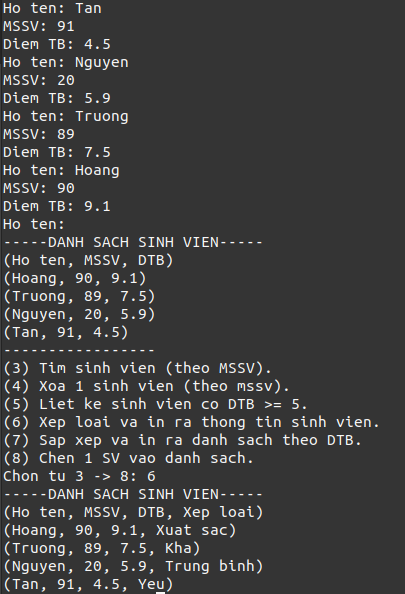 Ho ten: Tan
MSSV: 91
Diem TB: 4.5
Ho ten: Nguyen
MSSV: 20
Diem TB: 5.9
Ho ten: Truong
MSSV: 89
Diem TB: 7.5
Ho ten: Hoang
MSSV: 90
Diem TB: 9.1
Ho ten:
-----DANH SACH SINH VIEN-----
(Ho ten, MSSV, DTB)
(Hoang, 90, 9.1)
(Truong, 89, 7.5)
(Nguyen, 20, 5.9)
(Tan, 91, 4.5)
-----------------
(3) Tim sinh vien (theo MSSV).
(4) Xoa 1 sinh vien (theo mssv).
(5) Liet ke sinh vien co DTB >= 5.
(6) Xep loai va in ra thong tin sinh vien.
(7) Sap xep va in ra danh sach theo DTB.
(8) Chen 1 SV vao danh sach.
Chon tu 3 -> 8: 6
-----DANH SACH SINH VIEN-----
(Ho ten, MSSV, DTB, Xep loai)
(Hoang, 90, 9.1, Xuat sac)
(Truong, 89, 7.5, Kha)
(Nguyen, 20, 5.9, Trung binh)
(Tan, 91, 4.5, Yeu)